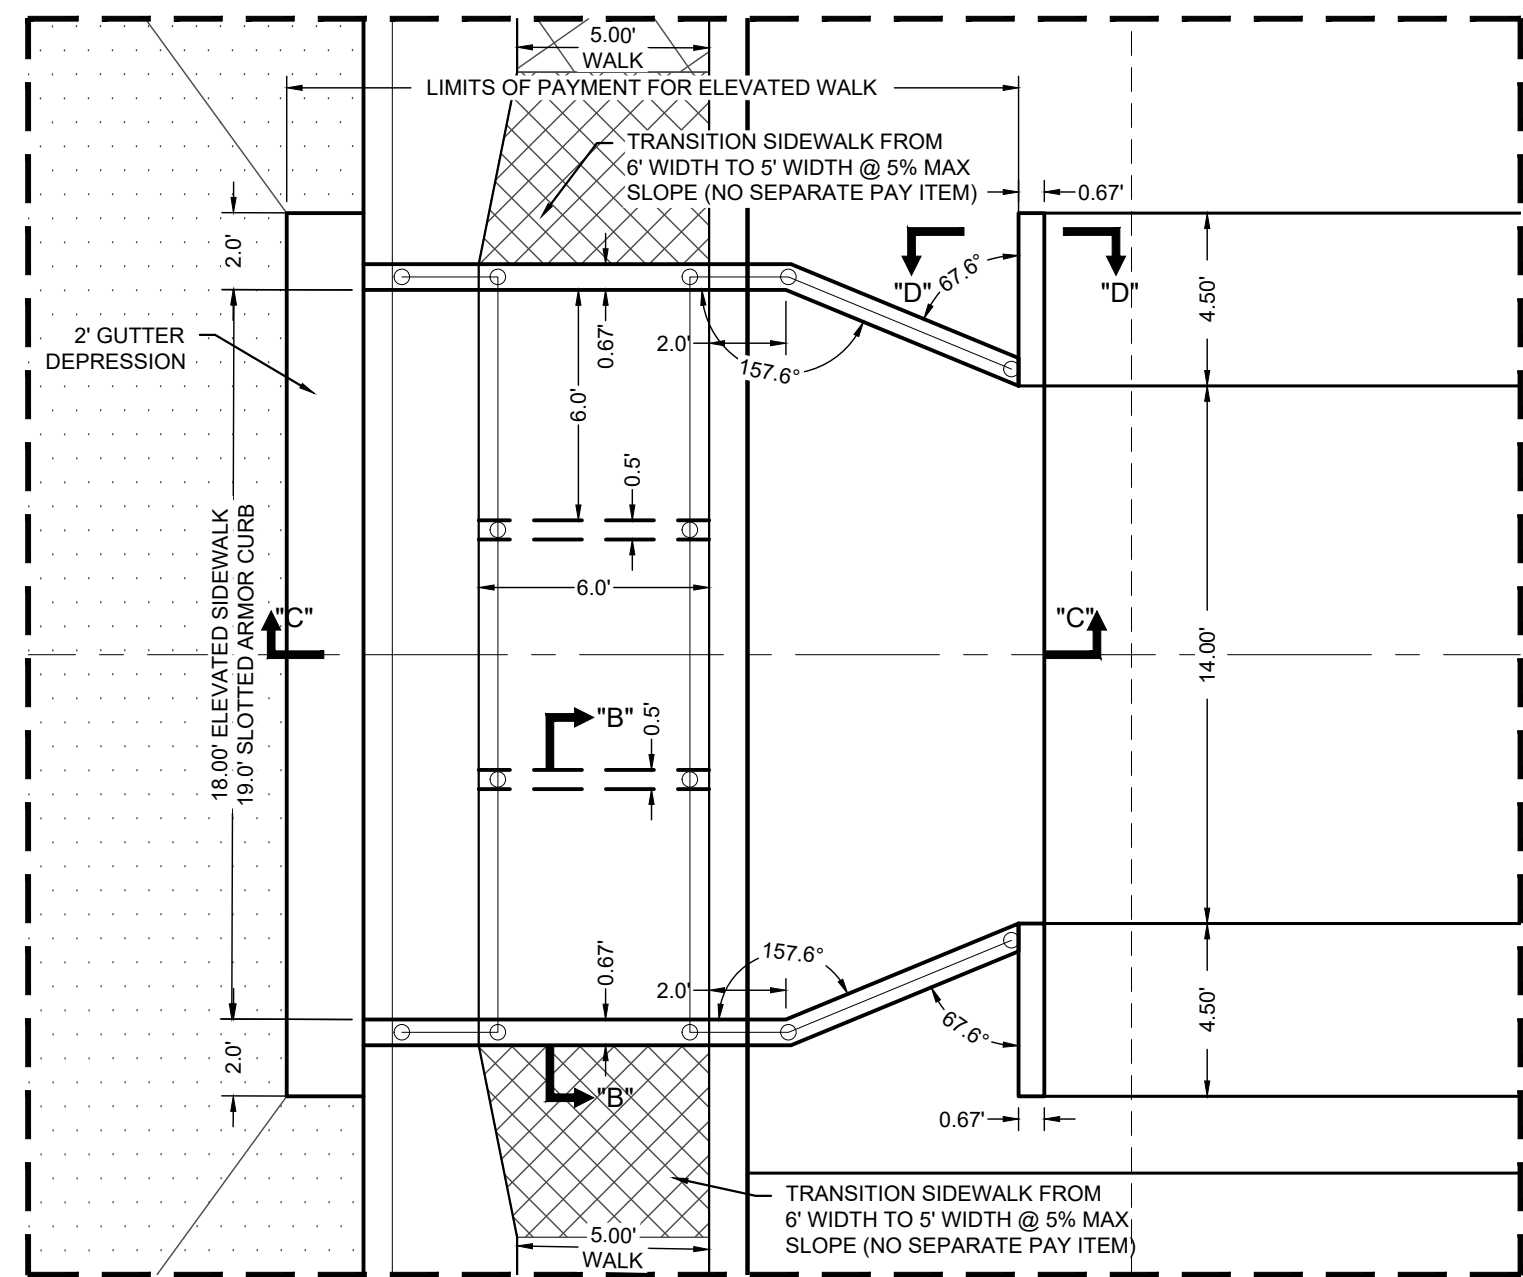 5.00'
WALK
LIMITS OF PAYMENT FOR ELEVATED WALK
TRANSITION SIDEWALK FROM
6' WIDTH TO 5' WIDTH @ 5% MAX
SLOPE (NO SEPARATE PAY ITEM)
0.67'
2.0'
"D"
67.6°
"D"
4.50'
2' GUTTER
DEPRESSION
0.67'
2.0'
157.6°
6.0'
0.5'
18.00' ELEVATED SIDEWALK
19.0' SLOTTED ARMOR CURB
6.0'
"C"
"C"
14.00'
"B"
0.5'
0.67'
157.6°
2.0'
67.6°
4.50'
2.0'
"B"
0.67'
TRANSITION SIDEWALK FROM
6' WIDTH TO 5' WIDTH @ 5% MAX
SLOPE (NO SEPARATE PAY ITEM)
5.00'
WALK